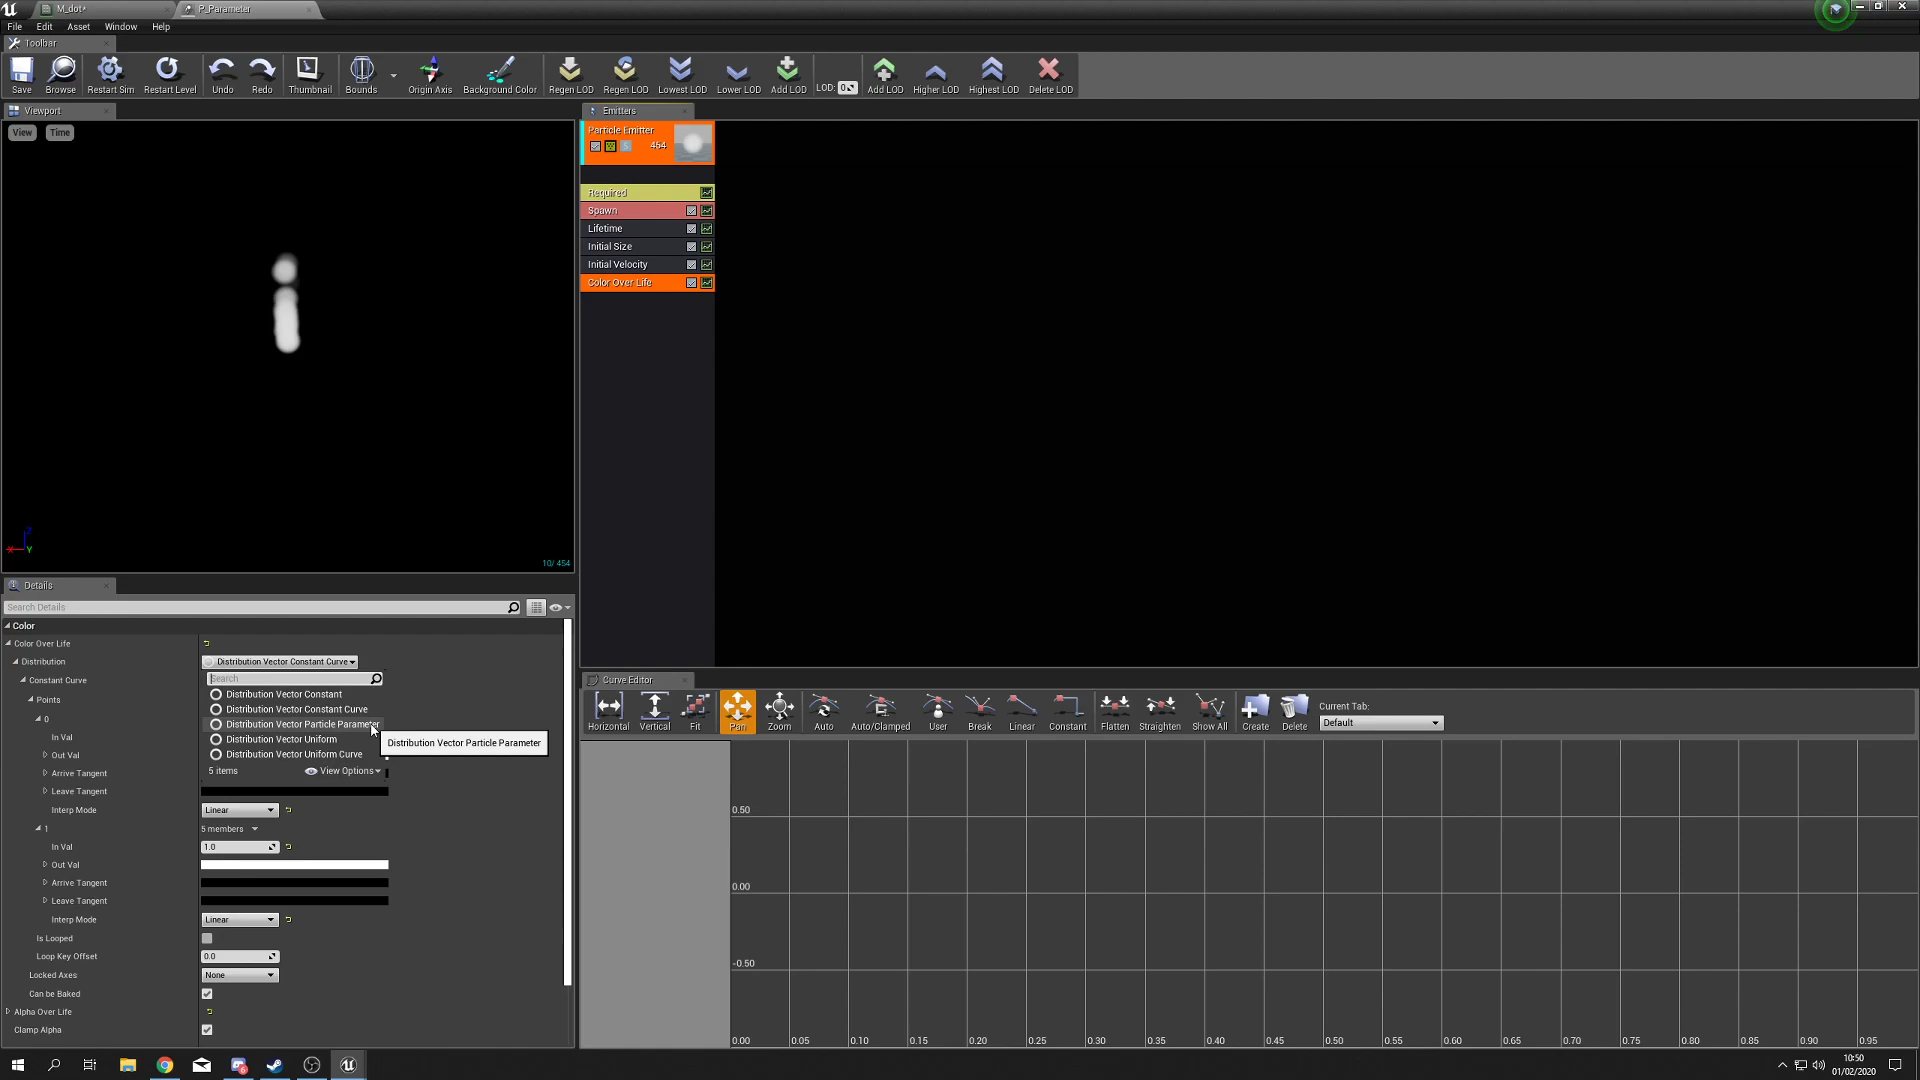 M_dot*
P_Parameter
File Edit Asset Window Help
Toolbar
Save Browse Restart Sim Restart Level Undo Redo Thumbnail Bounds Origin Axis Background Color Regen LOD Regen LOD Lowest LOD Lower LOD Add LOD LOD: 0 Add LOD Higher LOD Highest LOD Delete LOD
Viewport
Emitters
View Time
Particle Emitter
454
Required
Spawn
Lifetime
Initial Size
Initial Velocity
Color Over Life
Z
X Y
10/ 454
Details
Search Details
Color
Color Over Life
Distribution
Distribution Vector Constant Curve
Constant Curve
Search
Points
Distribution Vector Constant
Distribution Vector Constant Curve
0
Distribution Vector Particle Parameter
In Val
Distribution Vector Uniform
Distribution Vector Particle Parameter
Out Val
Distribution Vector Uniform Curve
Arrive Tangent
5 items
View Options
Leave Tangent
Interp Mode
Linear
1
5 members
In Val
1.0
Out Val
Arrive Tangent
Leave Tangent
Interp Mode
Linear
Is Looped
Loop Key Offset
0.0
Locked Axes
None
Can be Baked
Alpha Over Life
Clamp Alpha
Curve Editor
Horizontal Vertical Fit Pan Zoom Auto Auto/Clamped User Break Linear Constant Flatten Straighten Show All Create Delete
Current Tab:
Default
0.50
0.00
-0.50
0.00 0.05 0.10 0.15 0.20 0.25 0.30 0.35 0.40 0.45 0.50 0.55 0.60 0.65 0.70 0.75 0.80 0.85 0.90 0.95
10:50
01/02/2020